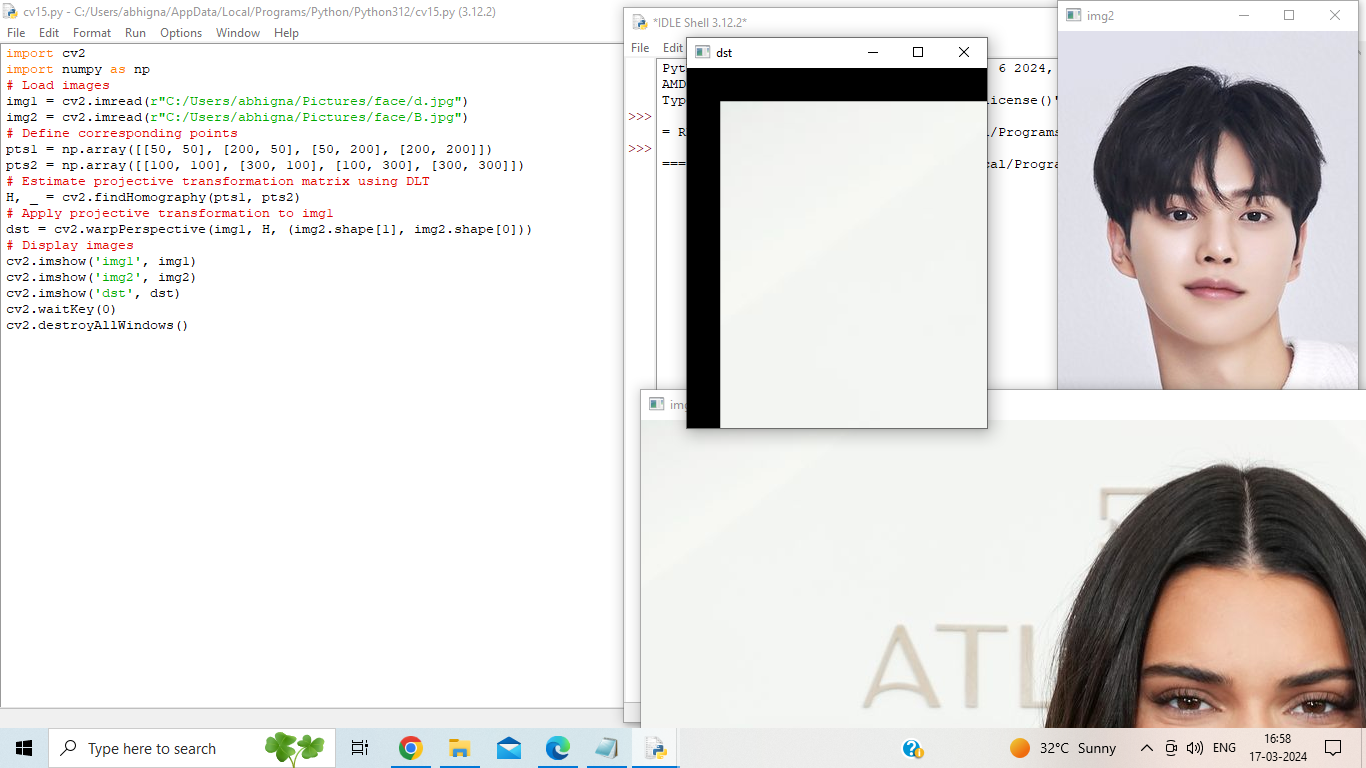 cv15.py - C:/Users/abhigna/AppData/Local/Programs/Python/Python312/cv15.py (3.12.2)
File Edit Format Run Options Window Help
import cv2
import numpy as np
# Load images
img1 = cv2.imread(r"C:/Users/abhigna/Pictures/face/d.jpg")
img2 = cv2.imread(r"C:/Users/abhigna/Pictures/face/B.jpg")
# Define corresponding points
pts1 = np.array([[50, 50], [200, 50], [50, 200], [200, 200]])
pts2 = np.array([[100, 100], [300, 100], [100, 300], [300, 300]])
# Estimate projective transformation matrix using DLT
H, _ = cv2.findHomography(pts1, pts2)
# Apply projective transformation to img1
dst = cv2.warpPerspective(img1, H, (img2.shape[1], img2.shape[0]))
# Display images
cv2.imshow('img1', img1)
cv2.imshow('img2', img2)
cv2.imshow('dst', dst)
cv2.waitKey(0)
cv2.destroyAllWindows()
*IDLE Shell 3.12.2*
File Edit
6 2024,
AMD
icense()"
>>>
= R
/Programs
>>>
===
cal/Progra
dst
img2
ATL
Type here to search
32°C Sunny
ENG
16:58
17-03-2024